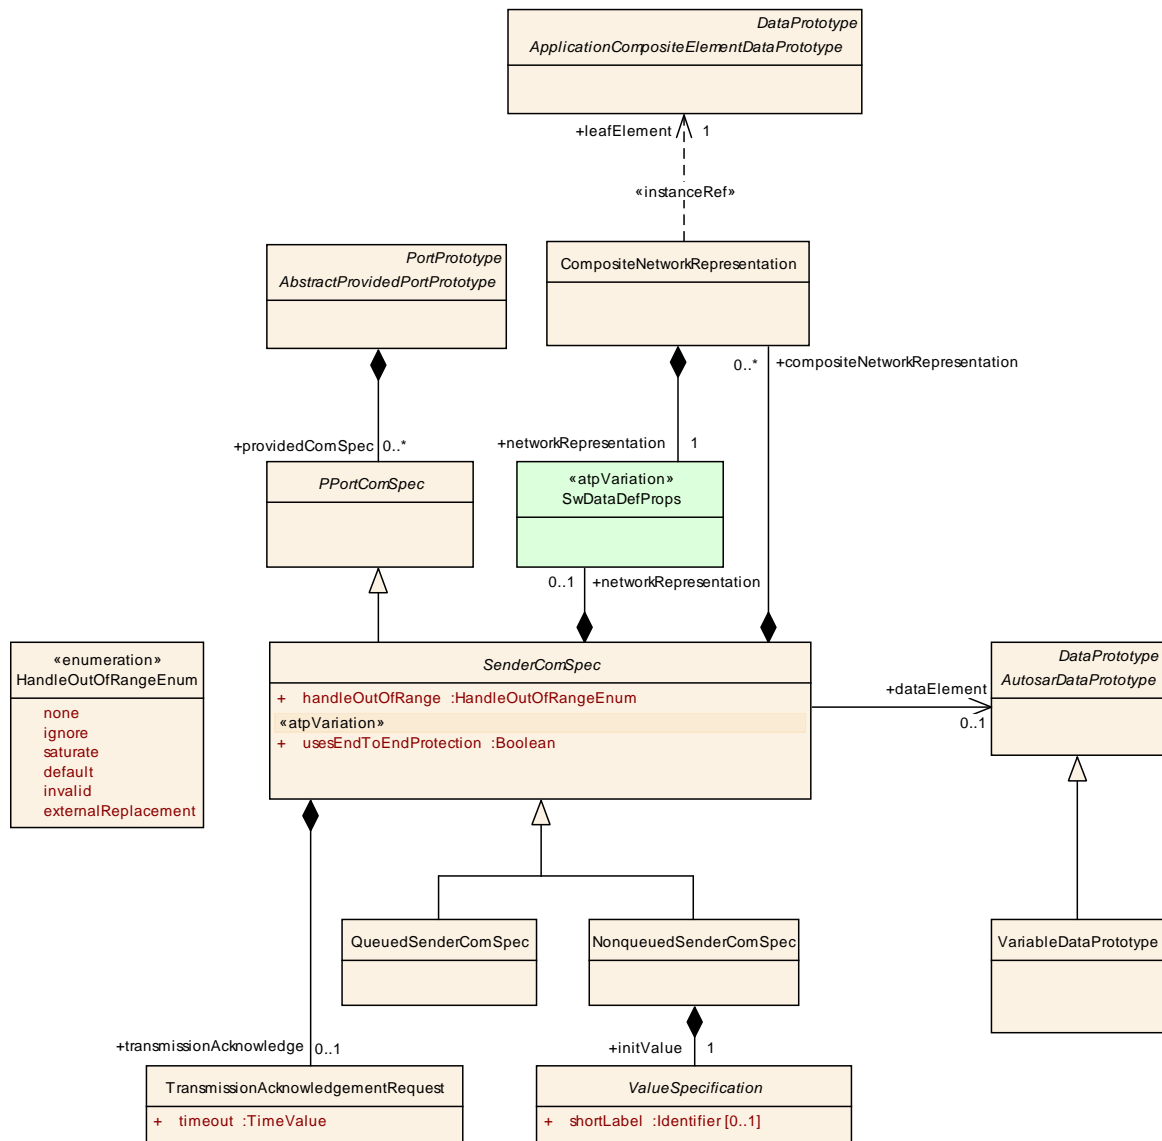 DataPrototype
ApplicationCompositeElementDataPrototype
+leafElement 1
«instanceRef»
PortPrototype
AbstractProvidedPortPrototype
CompositeNetworkRepresentation
0..* +compositeNetworkRepresentation
+providedComSpec 0..*
+networkRepresentation 1
PPortComSpec
«atpVariation»
SwDataDefProps
0..1 +networkRepresentation
«enumeration»
HandleOutOfRangeEnum
none
ignore
saturate
default
invalid
externalReplacement
SenderComSpec
+ handleOutOfRange :HandleOutOfRangeEnum
«atpVariation»
+ usesEndToEndProtection :Boolean
+dataElement
0..1
DataPrototype
AutosarDataPrototype
QueuedSenderComSpec
NonqueuedSenderComSpec
VariableDataPrototype
+transmissionAcknowledge 0..1
+initValue 1
TransmissionAcknowledgementRequest
+ timeout :TimeValue
ValueSpecification
+ shortLabel :Identifier [0..1]